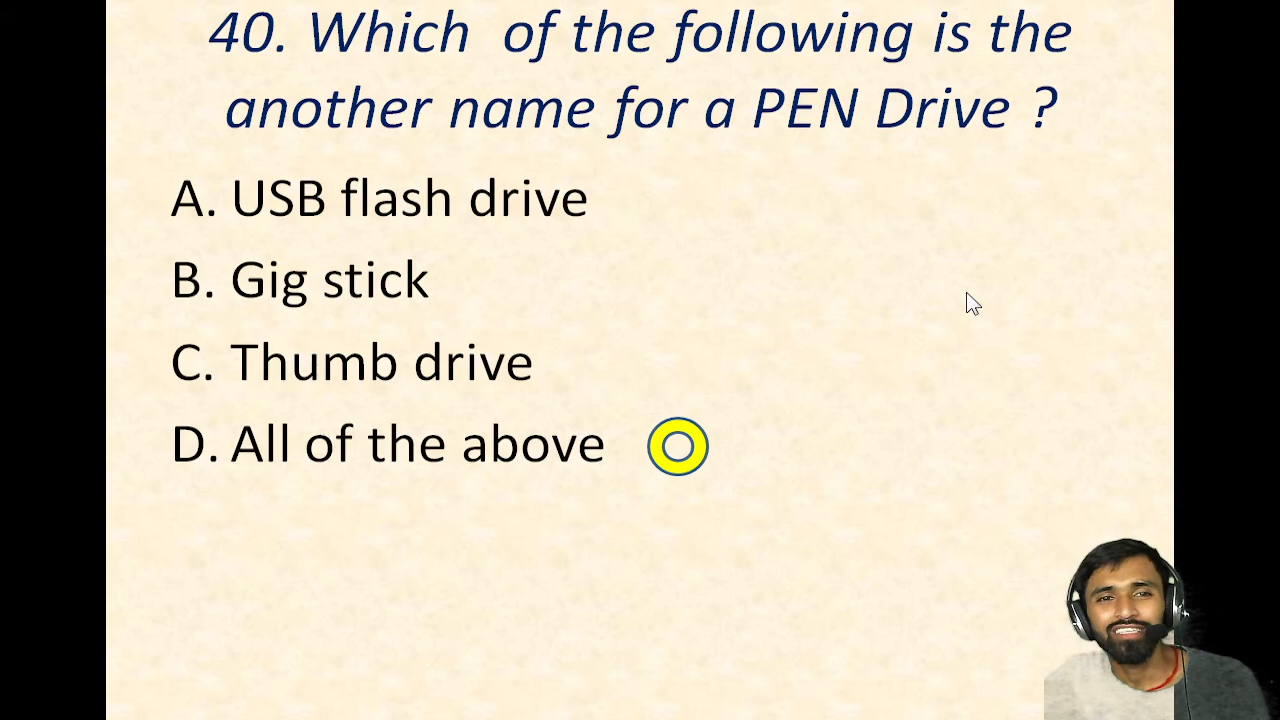 40. Which of the following is the
another name for a PEN Drive ?
A. USB flash drive
B. Gig stick
C. Thumb drive
D. All of the above